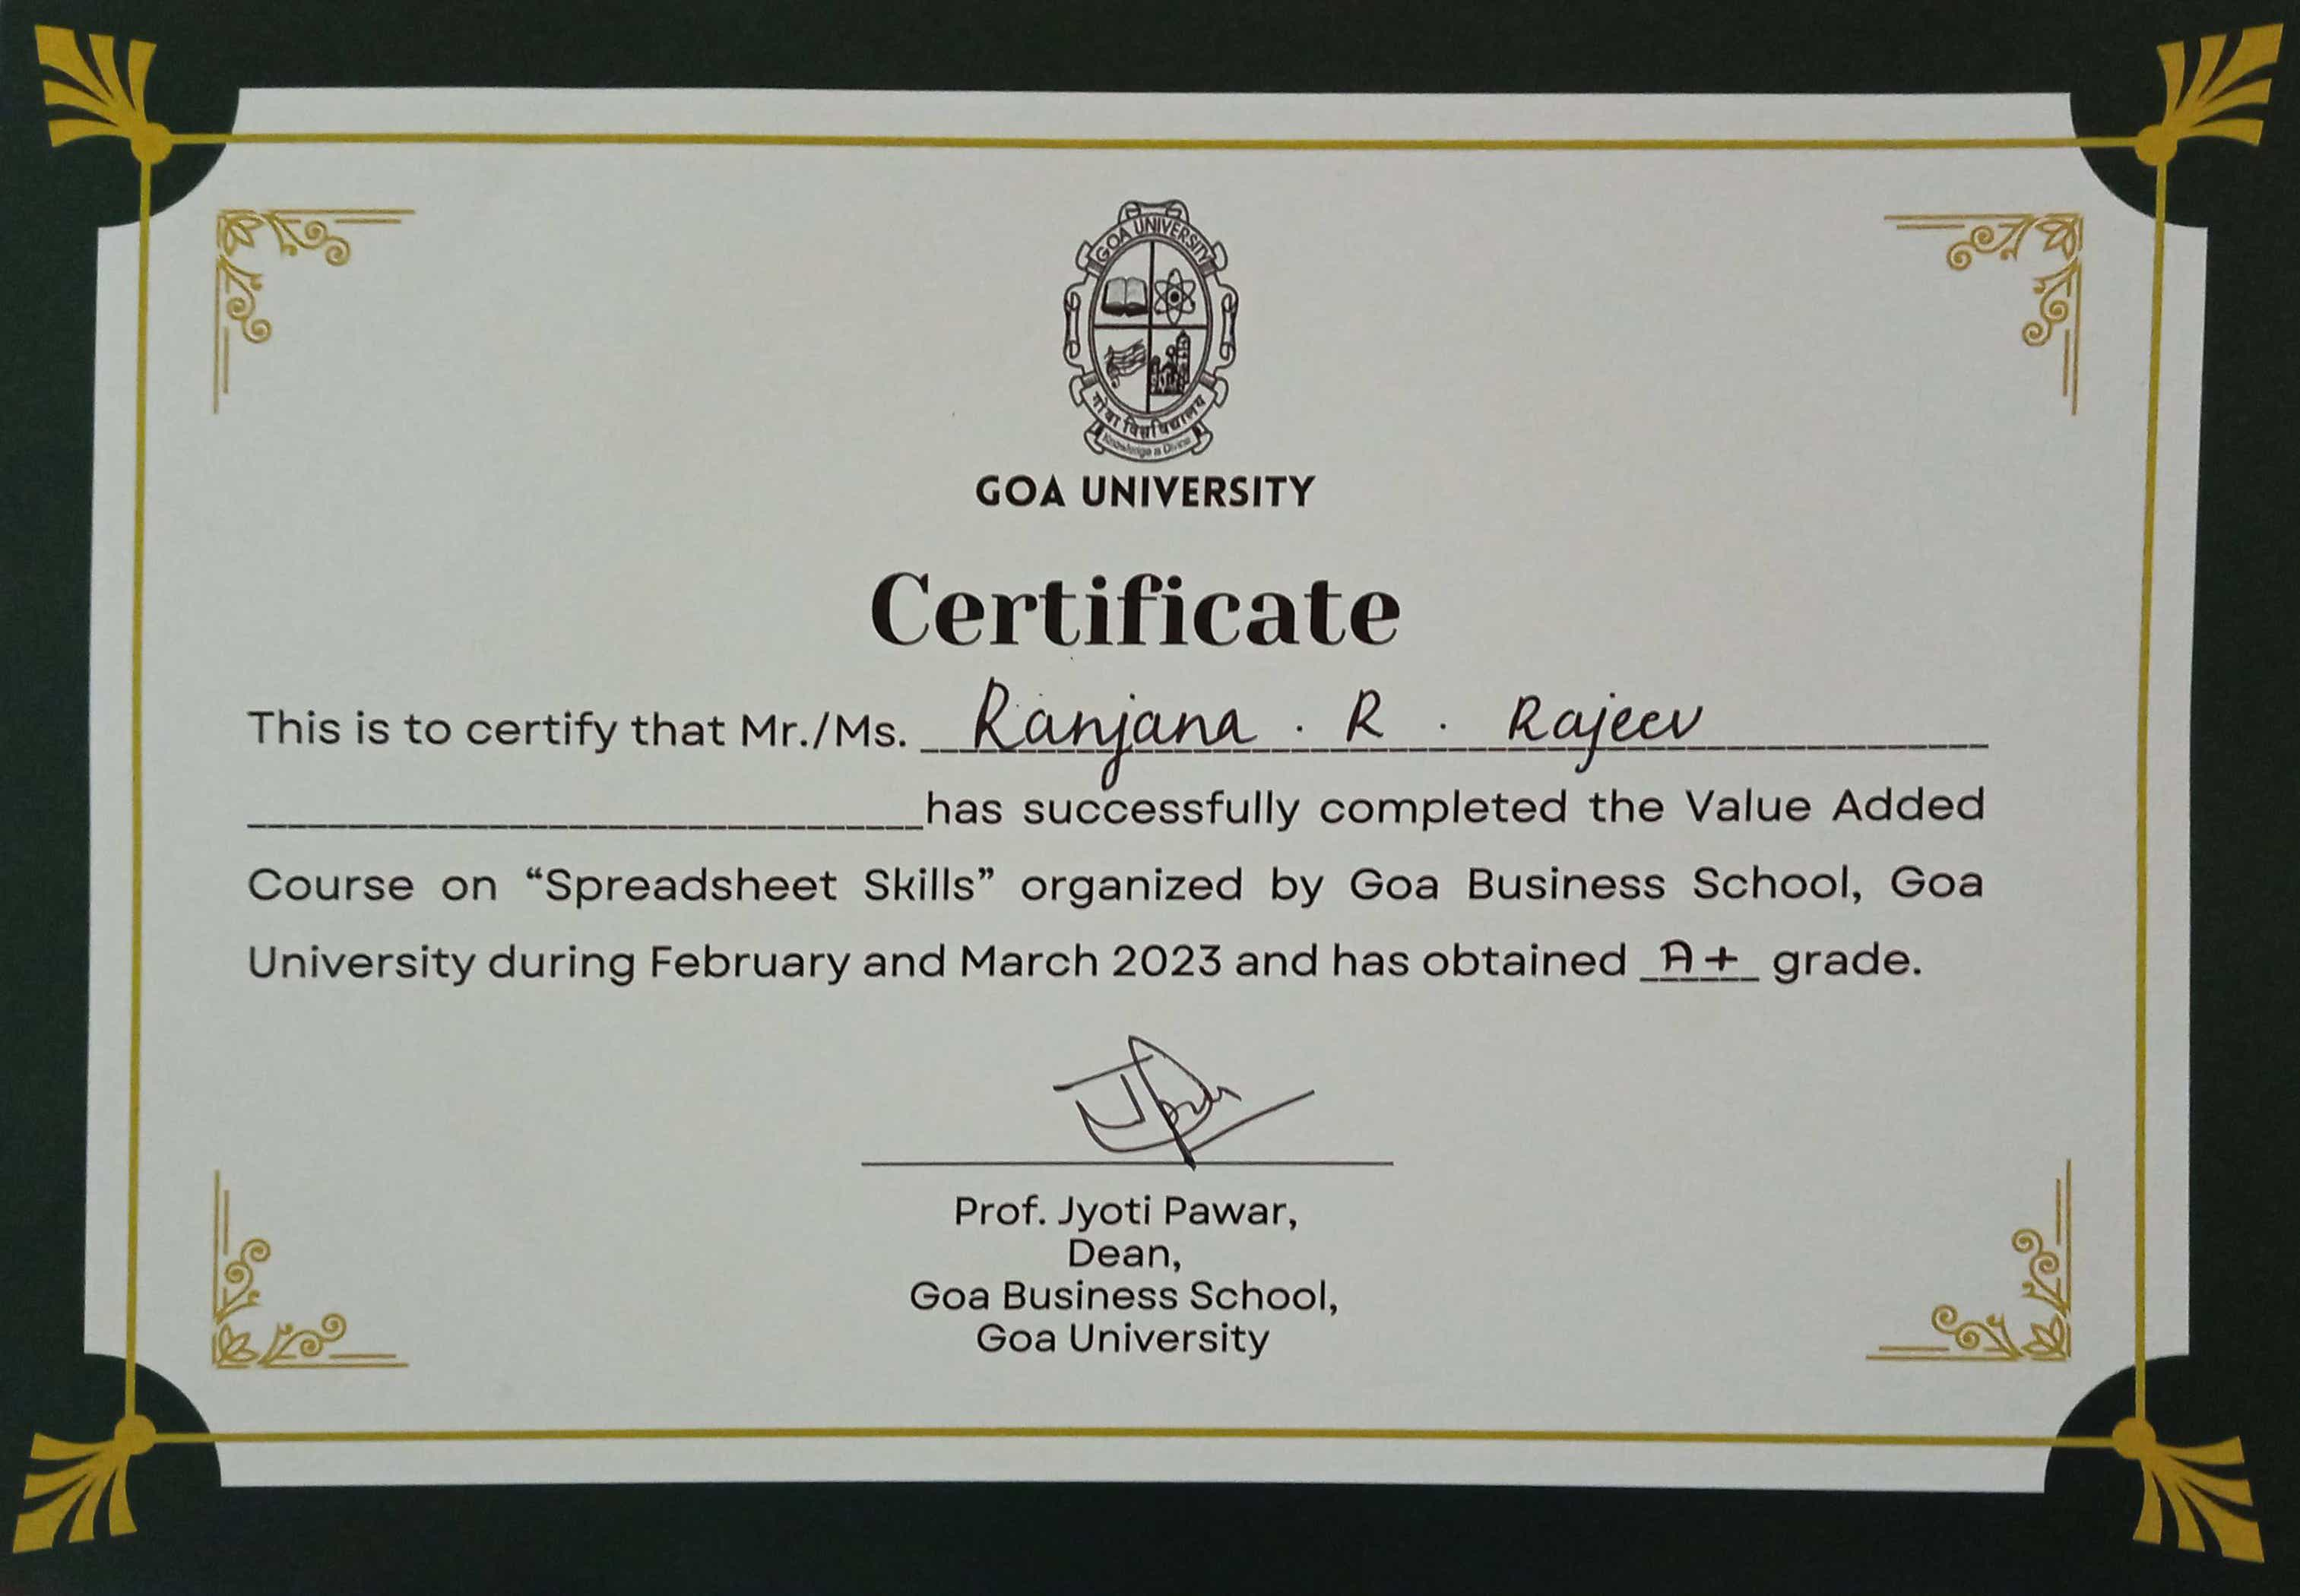 GOA UNIVERSITY
गोंय विश्वविद्यालय
Knowledge is Divine
GOA UNIVERSITY
Certificate
This is to certify that Mr./Ms. Ranjana . R . Rajeev
has successfully completed the Value Added
Course on “Spreadsheet Skills” organized by Goa Business School, Goa
University during February and March 2023 and has obtained A+ grade.
Prof. Jyoti Pawar,
Dean,
Goa Business School,
Goa University